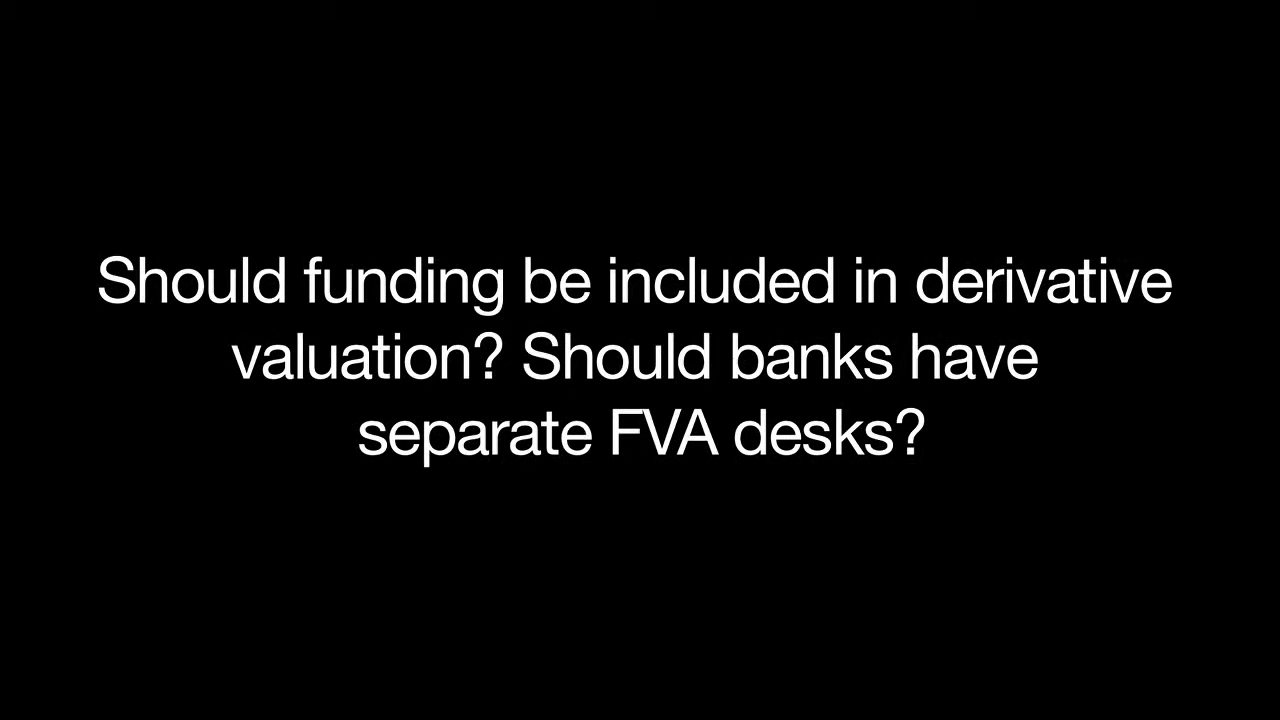 Should funding be included in derivative
valuation? Should banks have
separate FVA desks?